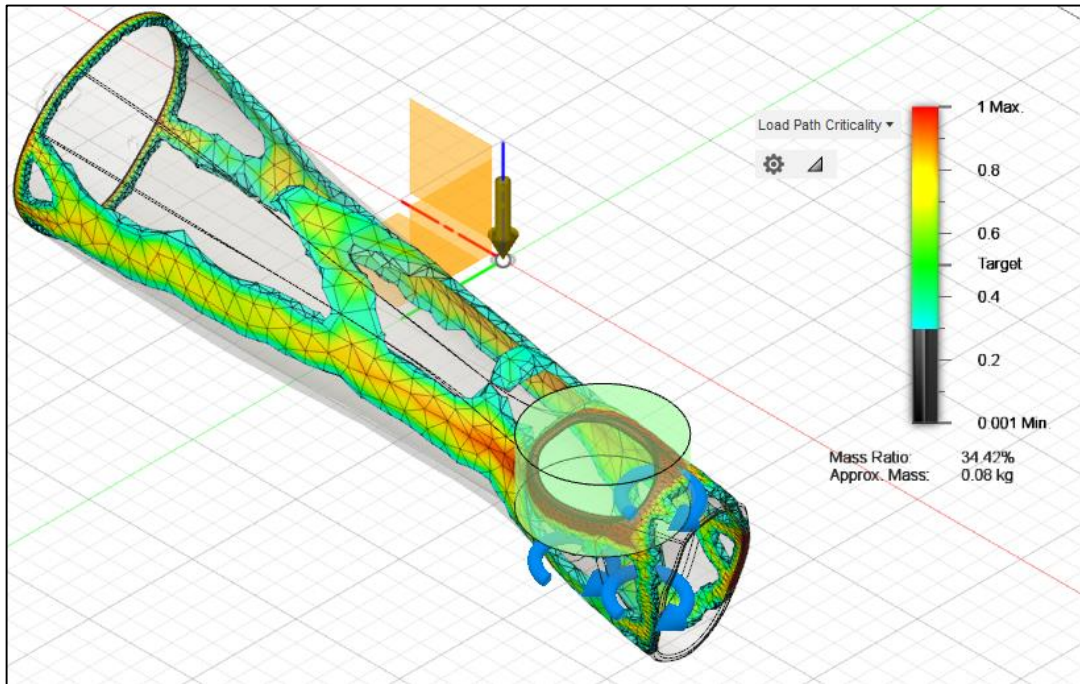 Load Path Criticality
1 Max.
0.8
0.6
Target
0.4
0.2
0.001 Min
Mass Ratio: 34.42%
Approx. Mass: 0.08 kg